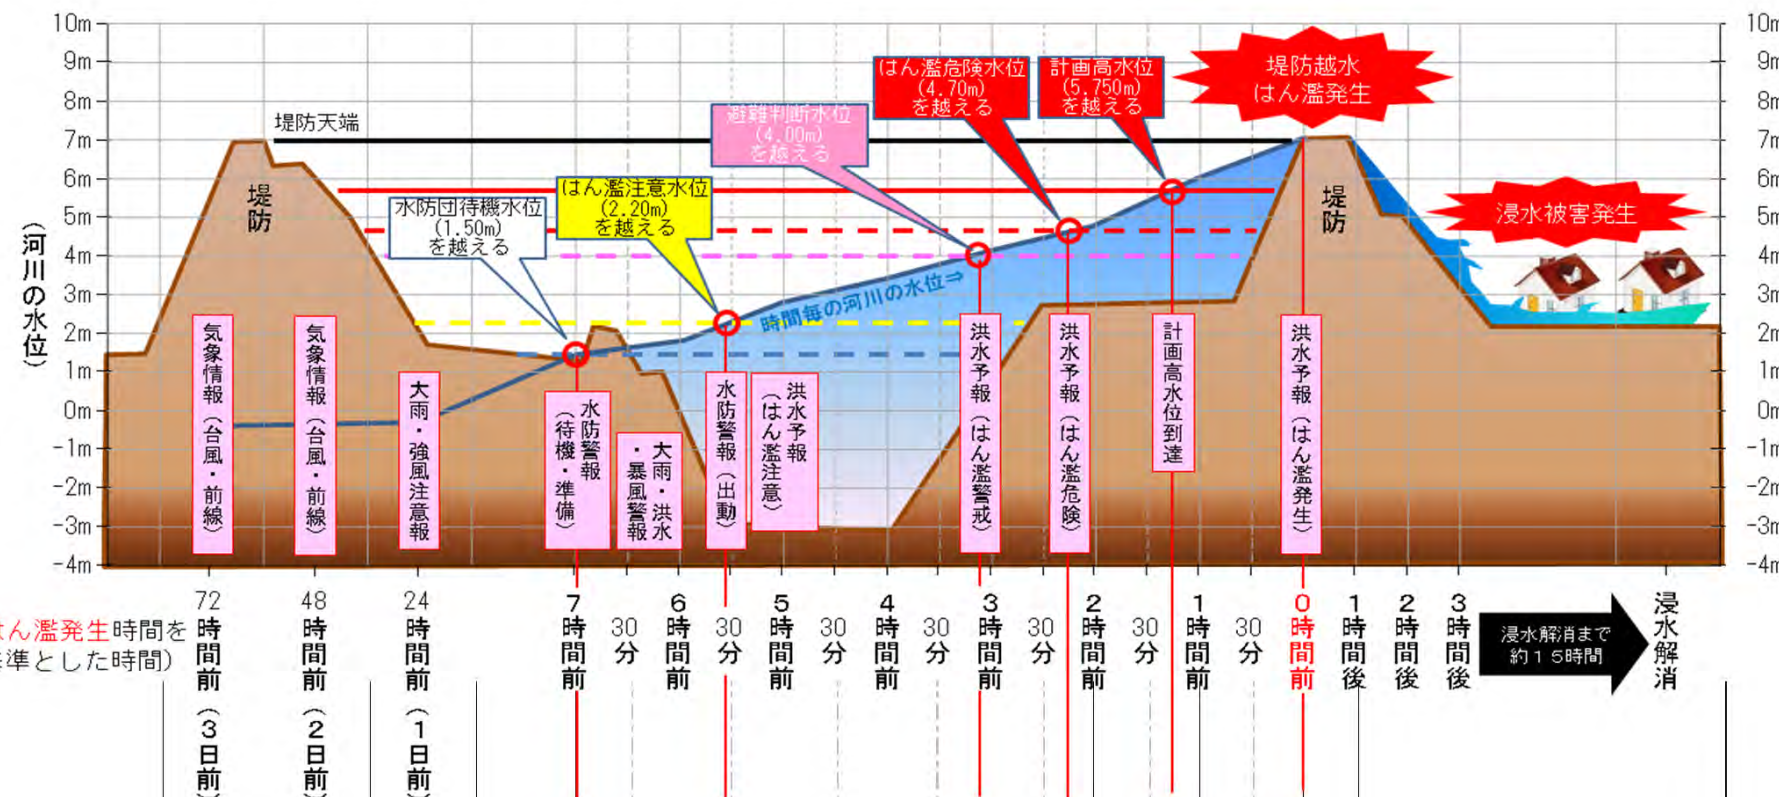 10m
9m
8m
7m
6m
5m
4m
3m
2m
1m
0m
-1m
-2m
-3m
-4m
(河川の水位)
堤防天端
堤防
水防団待機水位
(1.50m)
を越える
はん濫注意水位
(2.20m)
を越える
避難判断水位
(4.00m)
を越える
はん濫危険水位
(4.70m)
を越える
計画高水位
(5.750m)
を越える
堤防越水
はん濫発生
堤防
浸水被害発生
時間毎の河川の水位⇒
気象情報(台風・前線)
気象情報(台風・前線)
大雨・強風注意報
水防警報
(待機・準備)
大雨・洪水
・暴風警報
水防警報(出動)
洪水予報
(はん濫注意)
洪水予報(はん濫警戒)
洪水予報(はん濫危険)
計画高水位到達
洪水予報(はん濫発生)
10m
9m
8m
7m
6m
5m
4m
3m
2m
1m
0m
-1m
-2m
-3m
-4m
ん濫発生時間を
準とした時間)
72時間前(3日前)
48時間前(2日前)
24時間前(1日前)
7時間前
30分
6時間前
30分
5時間前
30分
4時間前
30分
3時間前
30分
2時間前
30分
1時間前
30分
0時間前
1時間後
2時間後
3時間後
浸水解消まで
約15時間
浸水解消